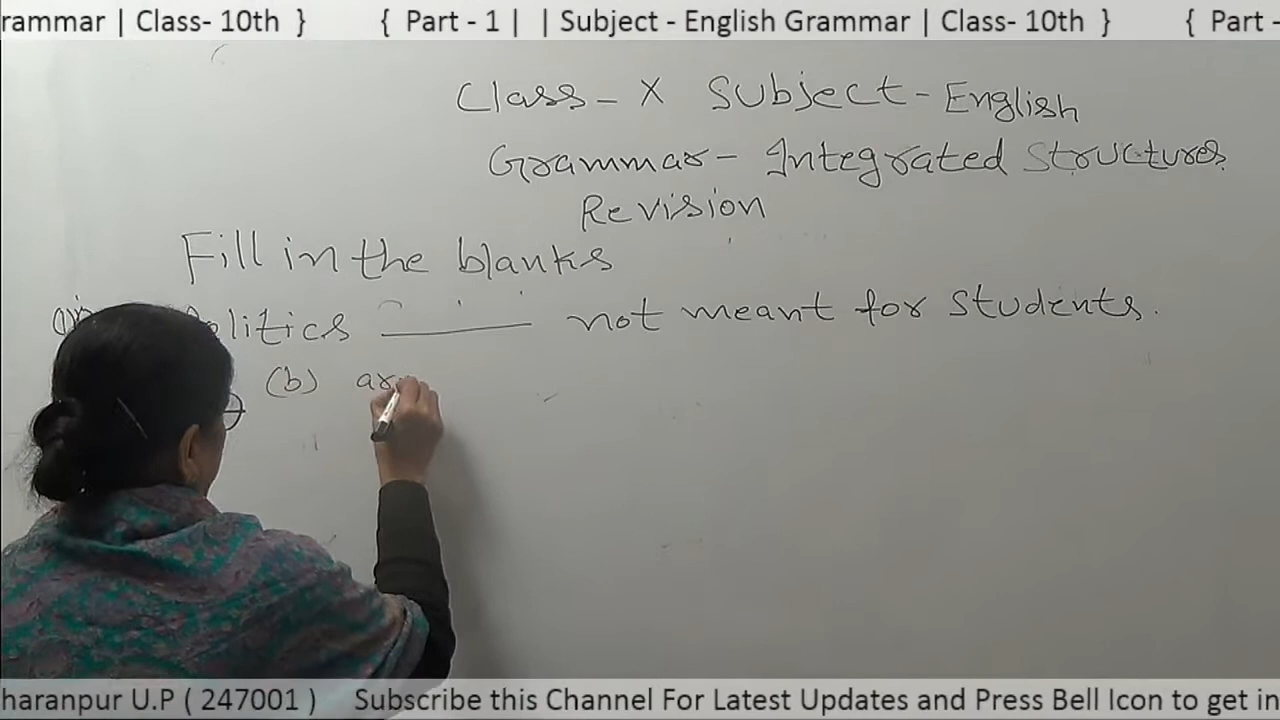 rammar | Class- 10th } { Part - 1 | | Subject - English Grammar | Class- 10th } { Part -
Class - X Subject - English
Grammar - Integrated Structures
Revision
Fill in the blanks
olitics ______ not meant for students.
(b) ar
haranpur U.P ( 247001 ) Subscribe this Channel For Latest Updates and Press Bell Icon to get in